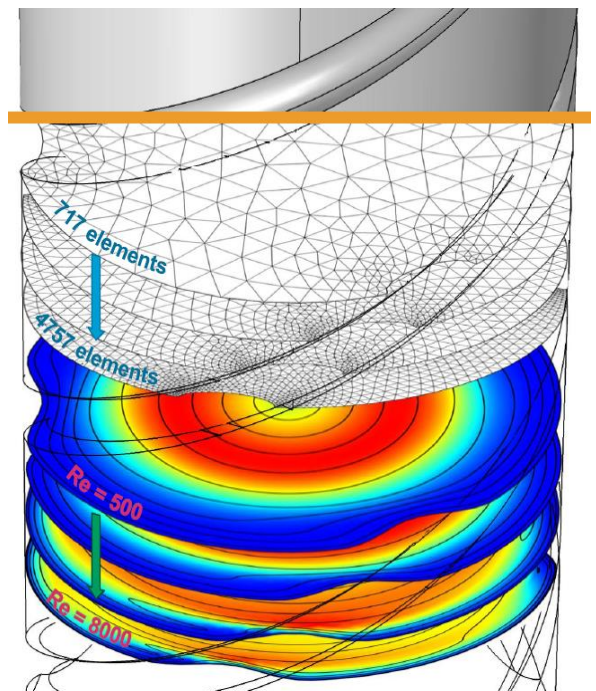 717 elements
4757 elements
Re = 500
Re = 8000